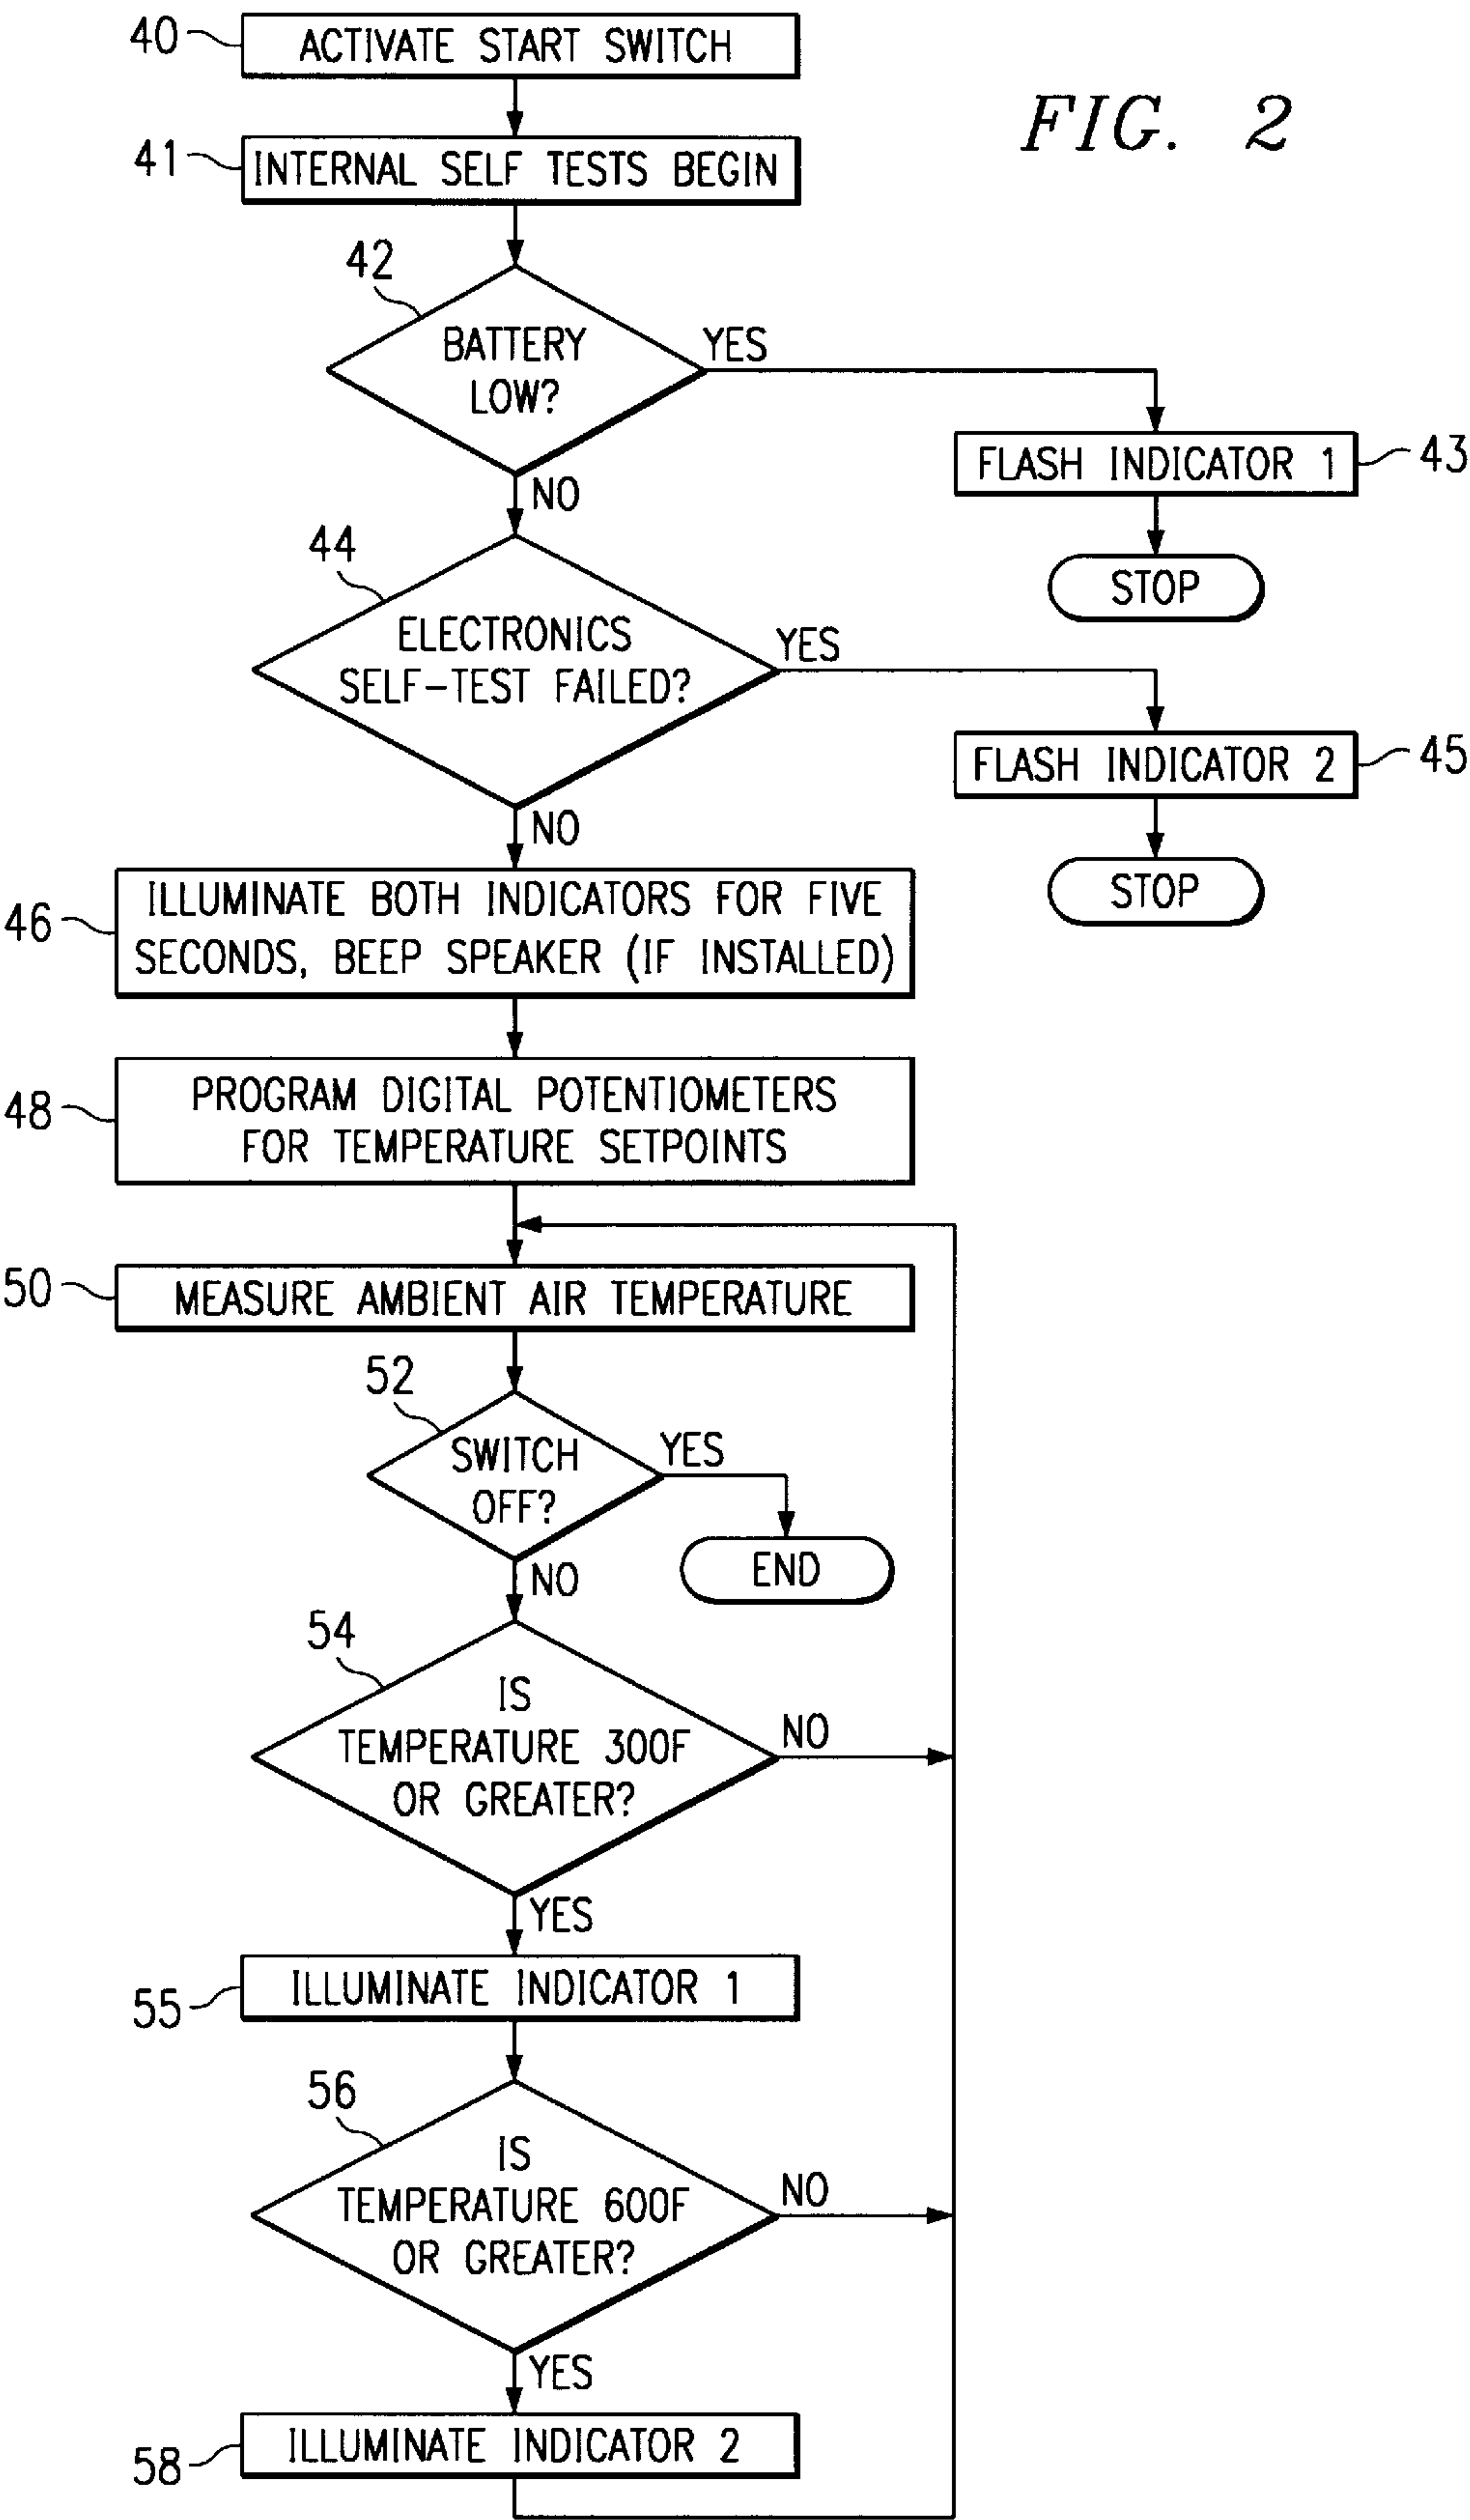 40
ACTIVATE START SWITCH
FIG. 2
41
INTERNAL SELF TESTS BEGIN
42
BATTERY
LOW?
YES
NO
FLASH INDICATOR 1
43
STOP
44
ELECTRONICS
SELF-TEST FAILED?
YES
NO
FLASH INDICATOR 2
45
STOP
46
ILLUMINATE BOTH INDICATORS FOR FIVE
SECONDS, BEEP SPEAKER (IF INSTALLED)
48
PROGRAM DIGITAL POTENTIOMETERS
FOR TEMPERATURE SETPOINTS
50
MEASURE AMBIENT AIR TEMPERATURE
52
SWITCH
OFF?
YES
END
NO
54
IS
TEMPERATURE 300F
OR GREATER?
NO
YES
55
ILLUMINATE INDICATOR 1
56
IS
TEMPERATURE 600F
OR GREATER?
NO
YES
58
ILLUMINATE INDICATOR 2